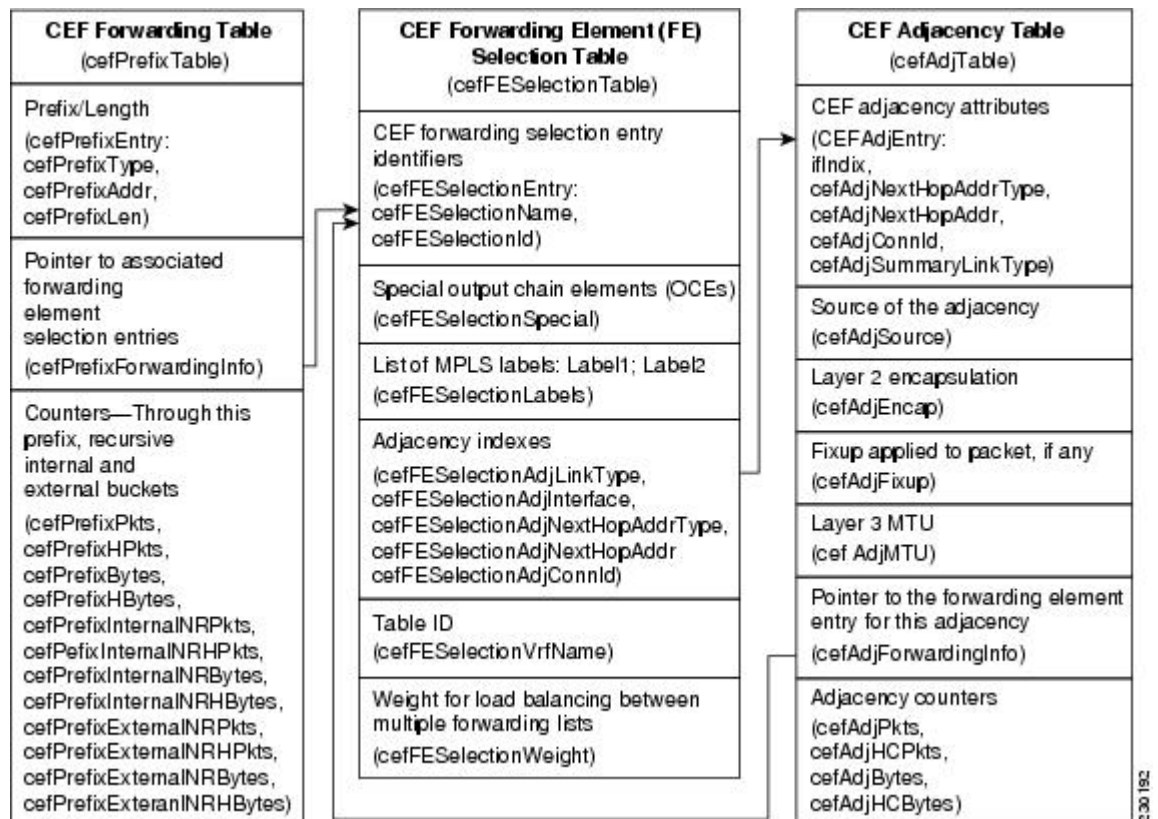 CEF Forwarding Table
(cefPrefixTable)
Prefix/Length
(cefPrefixEntry:
cefPrefixType,
cefPrefixAddr,
cefPrefixLen)
Pointer to associated
forwarding
element
selection entries
(cefPrefixForwardingInfo)
Counters—Through this
prefix, recursive
internal and
external buckets
(cefPrefixPkts,
cefPrefixHPkts,
cefPrefixBytes,
cefPrefixHBytes,
cefPrefixInternalNRPkts,
cefPefixInternalNRHPkts,
cefPrefixInternalNRBytes,
cefPrefixInternalNRHBytes,
cefPrefixExternalNRPkts,
cefPrefixExternalNRHPkts,
cefPrefixExternalNRBytes,
cefPrefixExteranlNRHBytes)
CEF Forwarding Element (FE)
Selection Table
(cefFESelectionTable)
CEF forwarding selection entry
identifiers
(cefFESelectionEntry:
cefFESelectionName,
cefFESelectionId)
Special output chain elements (OCEs)
(cefFESelectionSpecial)
List of MPLS labels: Label1; Label2
(cefFESelectionLabels)
Adjacency indexes
(cefFESelectionAdjLinkType,
cefFESelectionAdjInterface,
cefFESelectionAdjNextHopAddrType,
cefFESelectionAdjNextHopAddr
cefFESelectionAdjConnId)
Table ID
(cefFESelectionVrfName)
Weight for load balancing between
multiple forwarding lists
(cefFESelectionWeight)
CEF Adjacency Table
(cefAdjTable)
CEF adjacency attributes
(CEFAdjEntry:
ifIndix,
cefAdjNextHopAddrType,
cefAdjNextHopAddr,
cefAdjConnId,
cefAdjSummaryLinkType)
Source of the adjacency
(cefAdjSource)
Layer 2 encapsulation
(cefAdjEncap)
Fixup applied to packet, if any
(cefAdjFixup)
Layer 3 MTU
(cef AdjMTU)
Pointer to the forwarding element
entry for this adjacency
(cefAdjForwardingInfo)
Adjacency counters
(cefAdjPkts,
cefAdjHCPkts,
cefAdjBytes,
cefAdjHCBytes)
230192